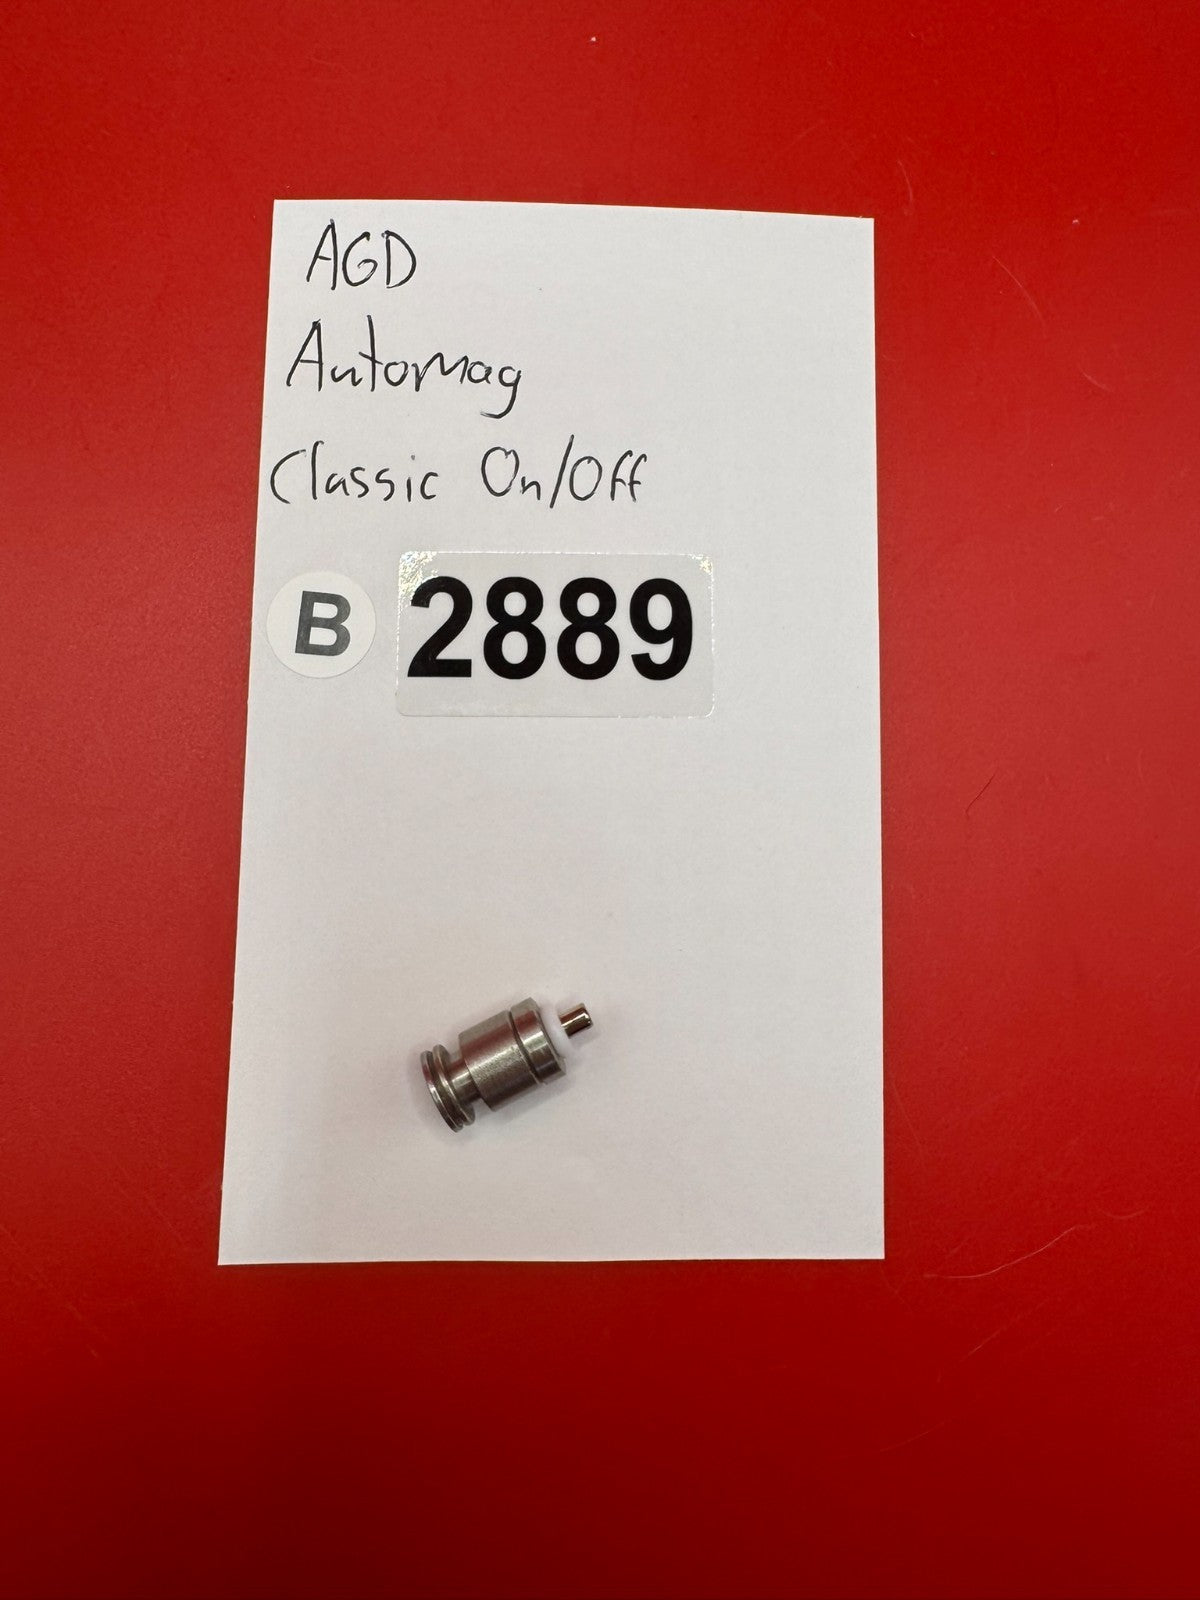 AGD
Automag
Classic On/Off
B 2889